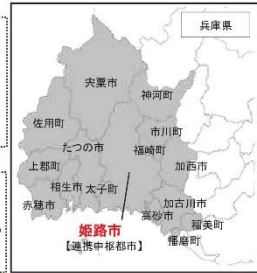 兵庫県
宍粟市
神河町
佐用町
市川町
たつの市
福崎町
上郡町
加西市
相生市
太子町
赤穂市
加古川市
高砂市
稲美町
姫路市
播磨町
【連携中枢都市】